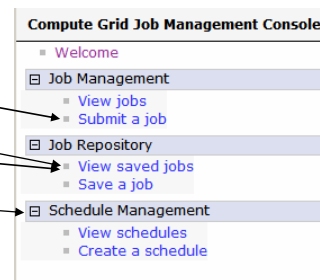 Compute Grid Job Management Console
Welcome
Job Management
View jobs
Submit a job
Job Repository
View saved jobs
Save a job
Schedule Management
View schedules
Create a schedule